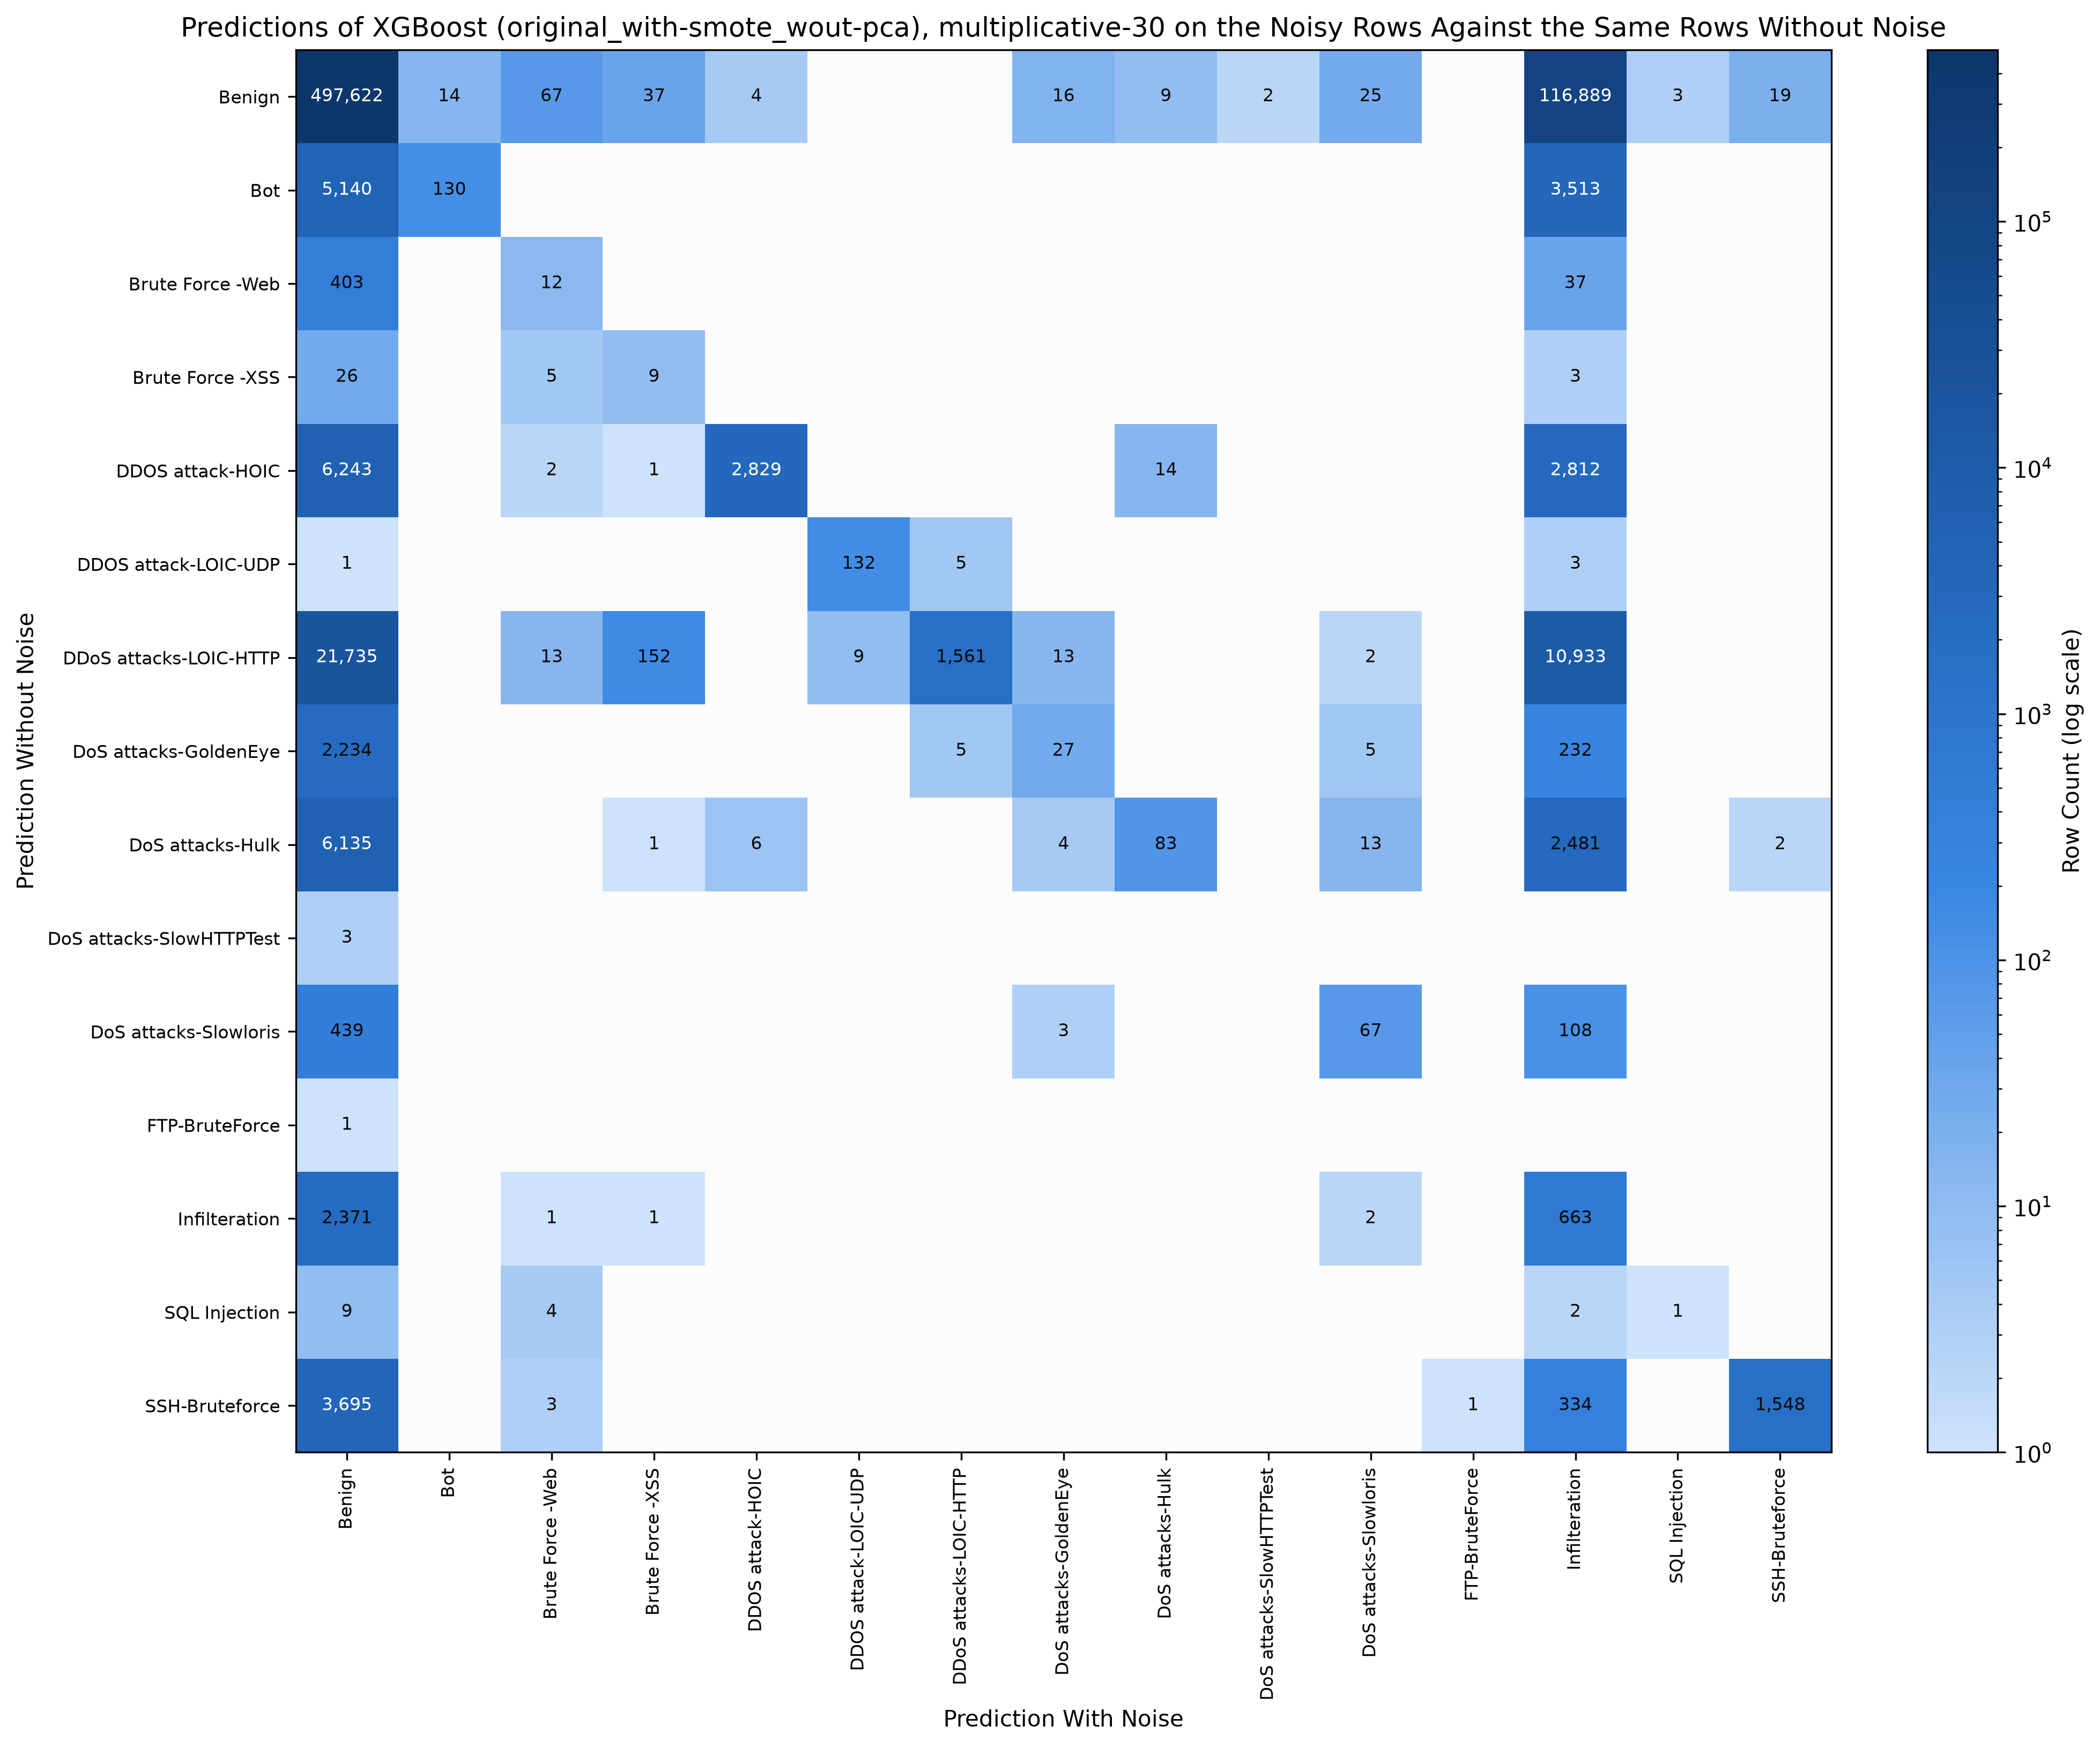 Predictions of XGBoost (original_with-smote_wout-pca), multiplicative-30 on the Noisy Rows Against the Same Rows Without Noise
Prediction Without Noise
Benign 497,622 14 67 37 4 16 9 2 25 116,889 3 19
Bot 5,140 130 3,513
Brute Force -Web 403 12 37
Brute Force -XSS 26 5 9 3
DDOS attack-HOIC 6,243 2 1 2,829 14 2,812
DDOS attack-LOIC-UDP 1 132 5 3
DDoS attacks-LOIC-HTTP 21,735 13 152 9 1,561 13 2 10,933
DoS attacks-GoldenEye 2,234 5 27 5 232
DoS attacks-Hulk 6,135 1 6 4 83 13 2,481 2
DoS attacks-SlowHTTPTest 3
DoS attacks-Slowloris 439 3 67 108
FTP-BruteForce 1
Infilteration 2,371 1 1 2 663
SQL Injection 9 4 2 1
SSH-Bruteforce 3,695 3 1 334 1,548
Benign
Bot
Brute Force -Web
Brute Force -XSS
DDOS attack-HOIC
DDOS attack-LOIC-UDP
DDoS attacks-LOIC-HTTP
DoS attacks-GoldenEye
DoS attacks-Hulk
DoS attacks-SlowHTTPTest
DoS attacks-Slowloris
FTP-BruteForce
Infilteration
SQL Injection
SSH-Bruteforce
Prediction With Noise
10⁵
10⁴
10³
10²
10¹
10⁰
Row Count (log scale)